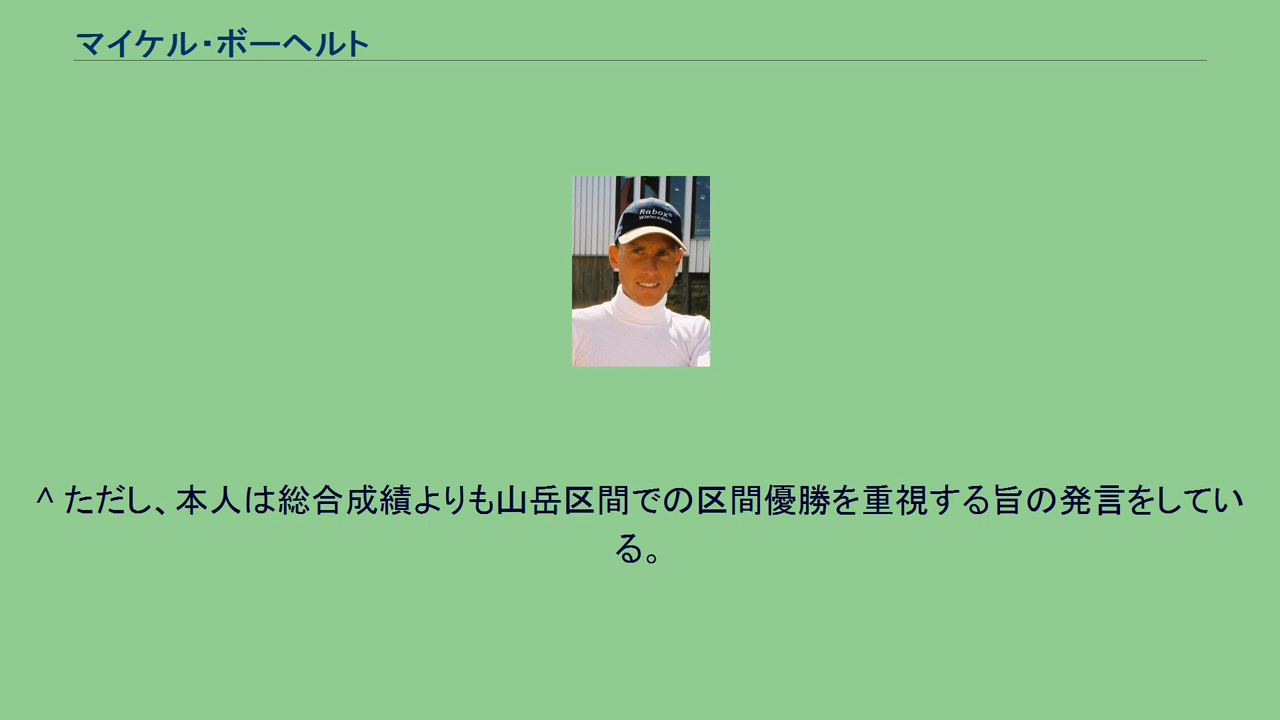 マイケル・ボーヘルト
^ ただし、本人は総合成績よりも山岳区間での区間優勝を重視する旨の発言をしてい
る。